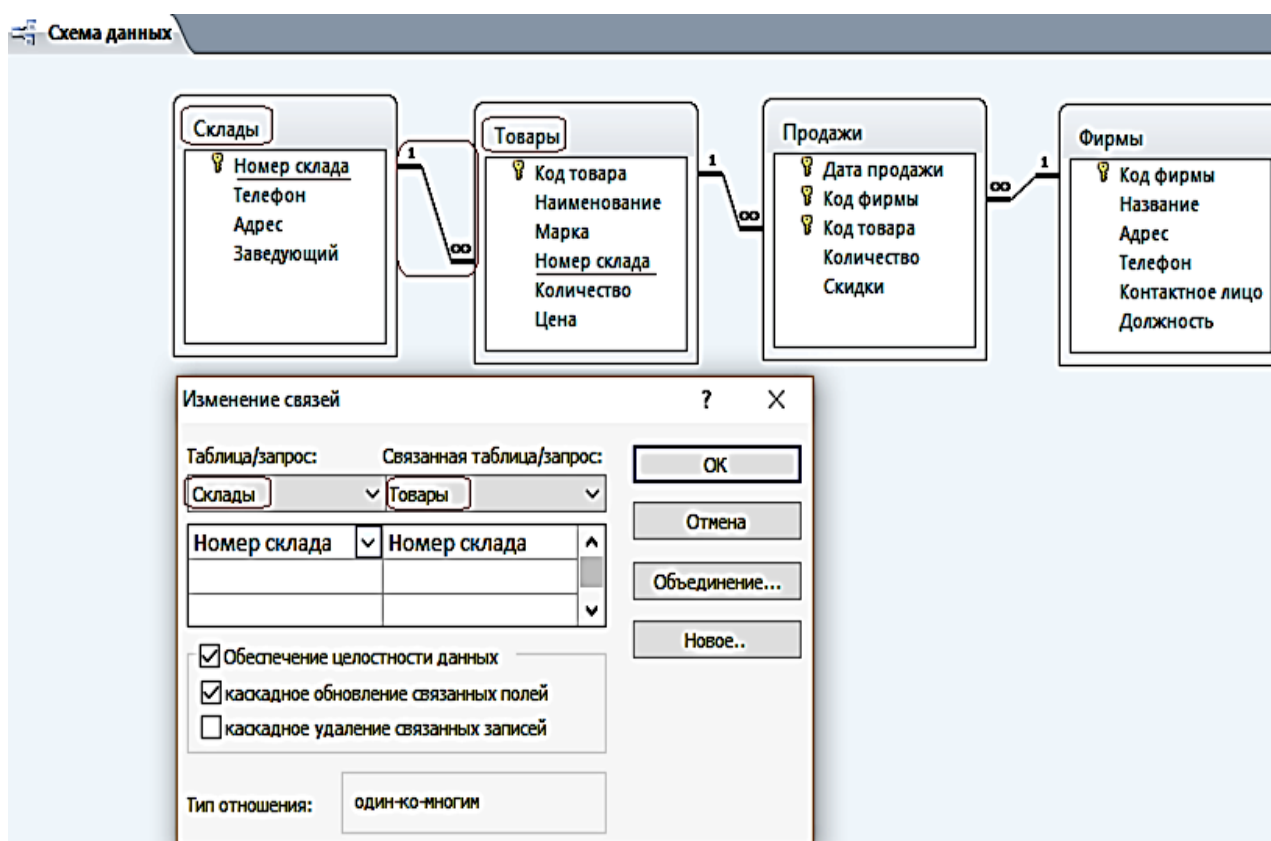 Схема данных
Склады
Номер склада
Телефон
Адрес
Заведующий
1
∞
Товары
Код товара
Наименование
Марка
Номер склада
Количество
Цена
1
∞
Продажи
Дата продажи
Код фирмы
Код товара
Количество
Скидки
∞
1
Фирмы
Код фирмы
Название
Адрес
Телефон
Контактное лицо
Должность
Изменение связей ? X
Таблица/запрос: Связанная таблица/запрос:
Склады Товары
Номер склада Номер склада
Обеспечение целостности данных
каскадное обновление связанных полей
каскадное удаление связанных записей
Тип отношения: один-ко-многим
ОК
Отмена
Объединение...
Новое..